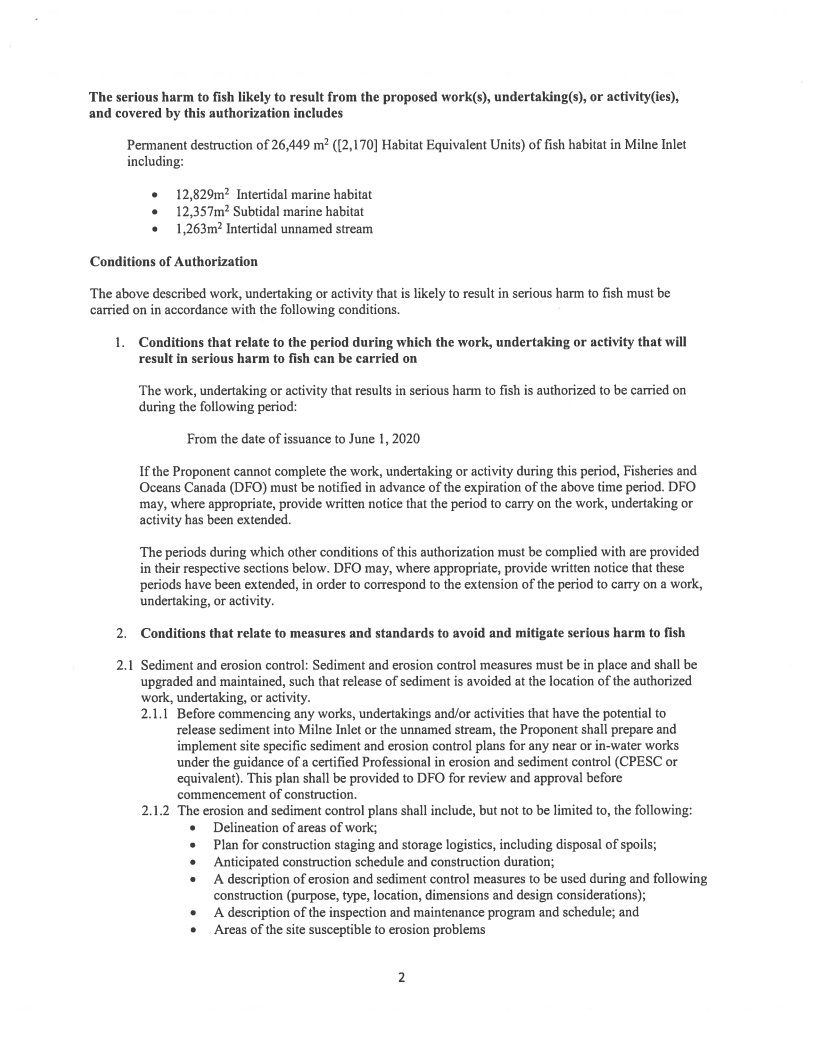 The serious harm to fish likely to result from the proposed work(s), undertaking(s), or activity(ies),
and covered by this authorization includes
Permanent destruction of 26,449 m² ([2,170] Habitat Equivalent Units) of fish habitat in Milne Inlet
including:
• 12,829m² Intertidal marine habitat
• 12,357m² Subtidal marine habitat
• 1,263m² Intertidal unnamed stream
Conditions of Authorization
The above described work, undertaking or activity that is likely to result in serious harm to fish must be
carried on in accordance with the following conditions.
1. Conditions that relate to the period during which the work, undertaking or activity that will
result in serious harm to fish can be carried on
The work, undertaking or activity that results in serious harm to fish is authorized to be carried on
during the following period:
From the date of issuance to June 1, 2020
If the Proponent cannot complete the work, undertaking or activity during this period, Fisheries and
Oceans Canada (DFO) must be notified in advance of the expiration of the above time period. DFO
may, where appropriate, provide written notice that the period to carry on the work, undertaking or
activity has been extended.
The periods during which other conditions of this authorization must be complied with are provided
in their respective sections below. DFO may, where appropriate, provide written notice that these
periods have been extended, in order to correspond to the extension of the period to carry on a work,
undertaking, or activity.
2. Conditions that relate to measures and standards to avoid and mitigate serious harm to fish
2.1 Sediment and erosion control: Sediment and erosion control measures must be in place and shall be
upgraded and maintained, such that release of sediment is avoided at the location of the authorized
work, undertaking, or activity.
2.1.1 Before commencing any works, undertakings and/or activities that have the potential to
release sediment into Milne Inlet or the unnamed stream, the Proponent shall prepare and
implement site specific sediment and erosion control plans for any near or in-water works
under the guidance of a certified Professional in erosion and sediment control (CPESC or
equivalent). This plan shall be provided to DFO for review and approval before
commencement of construction.
2.1.2 The erosion and sediment control plans shall include, but not to be limited to, the following:
• Delineation of areas of work;
• Plan for construction staging and storage logistics, including disposal of spoils;
• Anticipated construction schedule and construction duration;
• A description of erosion and sediment control measures to be used during and following
construction (purpose, type, location, dimensions and design considerations);
• A description of the inspection and maintenance program and schedule; and
• Areas of the site susceptible to erosion problems
2